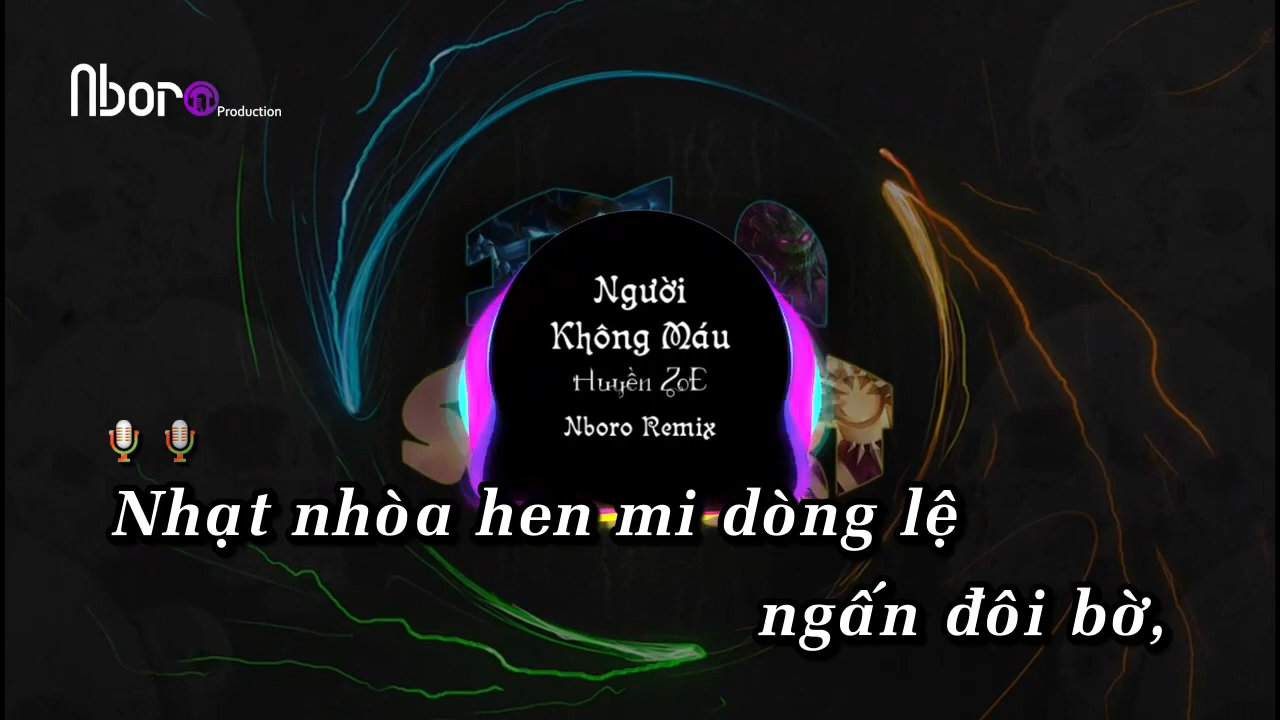 Nboro
Production
Người
Không Máu
Huyền ZoE
Nboro Remix
Nhạt nhòa hen mi dòng lệ
ngấn đôi bờ,